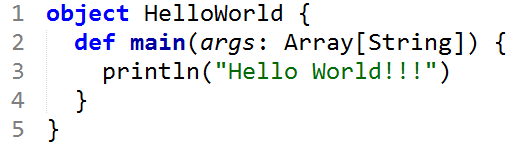 1 object HelloWorld {
2   def main(args: Array[String]) {
3     println("Hello World!!!")
4   }
5 }